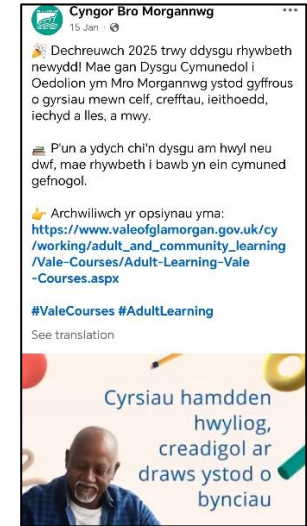 Cyngor Bro Morgannwg
15 Jan ·
🎉 Dechreuwch 2025 trwy ddysgu rhywbeth
newydd! Mae gan Dysgu Cymunedol i
Oedolion ym Mro Morgannwg ystod gyffrous
o gyrsiau mewn celf, crefftau, ieithoedd,
iechyd a lles, a mwy.
📚 P'un a ydych chi'n dysgu am hwyl neu
dwf, mae rhywbeth i bawb yn ein cymuned
gefnogol.
👉 Archwiliwch yr opsiynau yma:
https://www.valeofglamorgan.gov.uk/cy
/working/adult_and_community_learning
/Vale-Courses/Adult-Learning-Vale
-Courses.aspx
#ValeCourses #AdultLearning
See translation
Cyrsiau hamdden
hwyliog,
creadigol ar
draws ystod o
bynciau